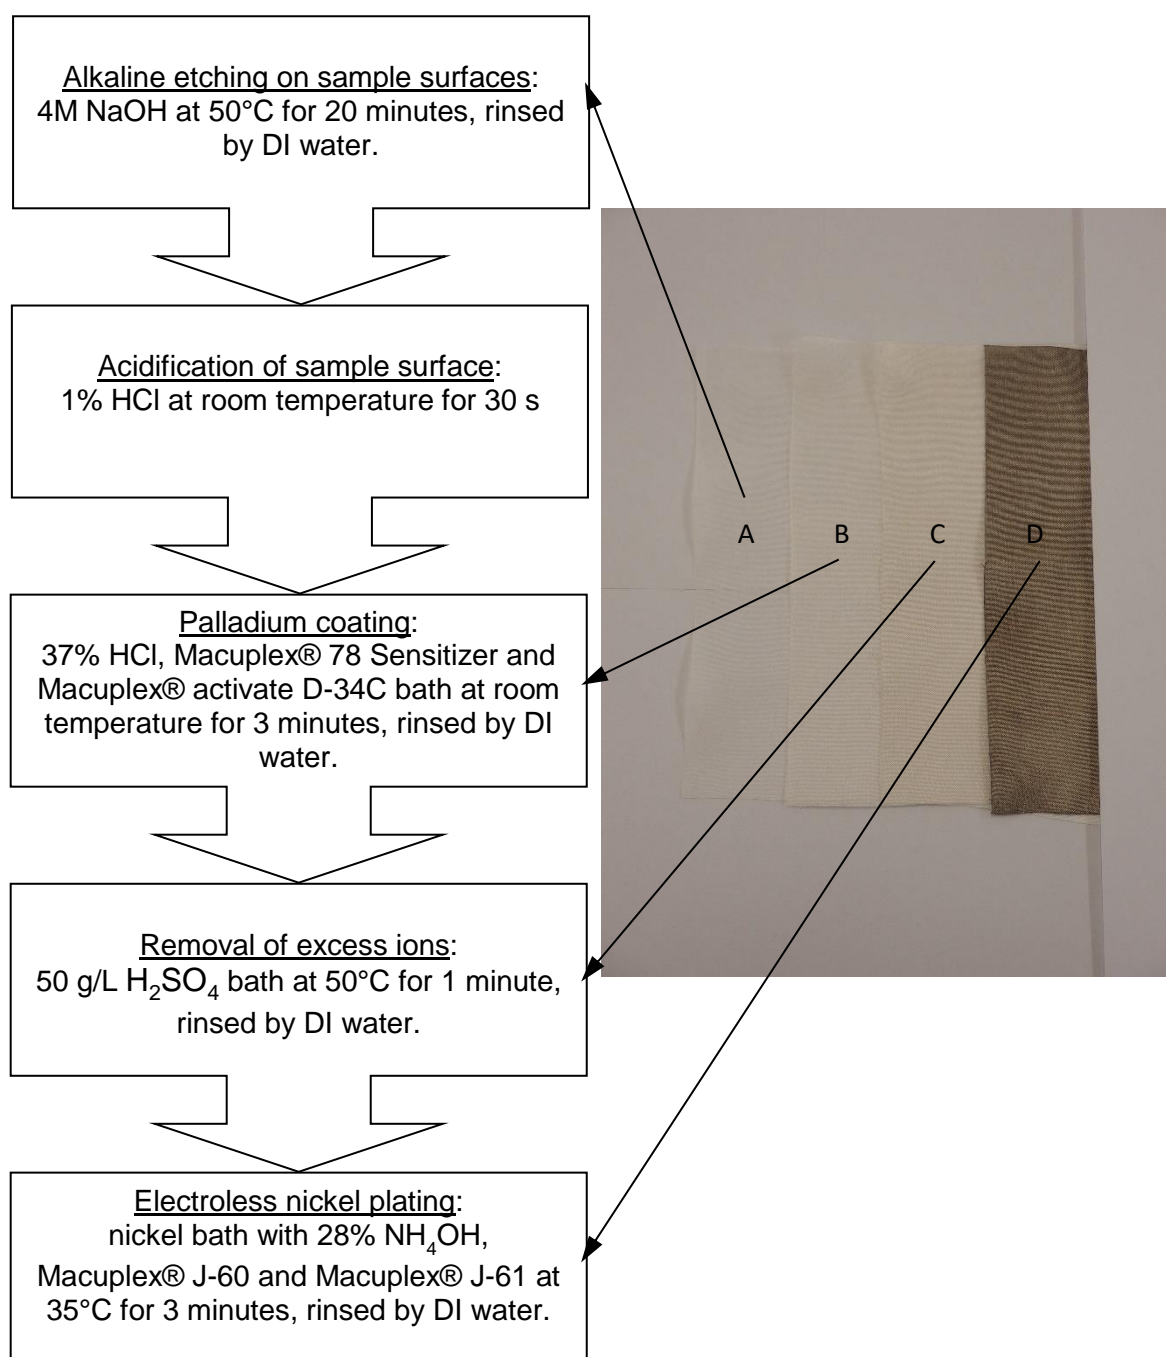 Alkaline etching on sample surfaces:
4M NaOH at 50°C for 20 minutes, rinsed
by DI water.
Acidification of sample surface:
1% HCl at room temperature for 30 s
Palladium coating:
37% HCl, Macuplex® 78 Sensitizer and
Macuplex® activate D-34C bath at room
temperature for 3 minutes, rinsed by DI
water.
Removal of excess ions:
50 g/L H₂SO₄ bath at 50°C for 1 minute,
rinsed by DI water.
Electroless nickel plating:
nickel bath with 28% NH₄OH,
Macuplex® J-60 and Macuplex® J-61 at
35°C for 3 minutes, rinsed by DI water.
A B C D